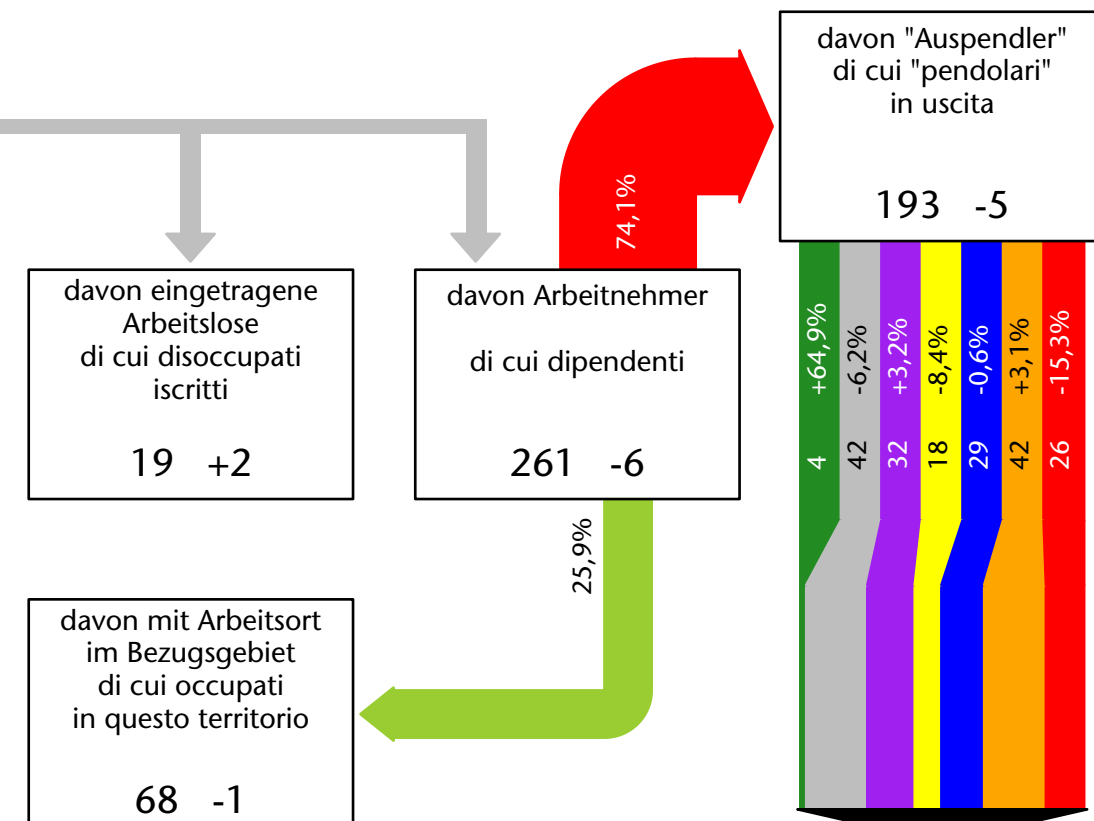 davon "Auspendler"
di cui "pendolari"
in uscita
193 -5
74,1%
davon eingetragene
Arbeitslose
di cui disoccupati
iscritti
19 +2
davon Arbeitnehmer
di cui dipendenti
261 -6
4 +64,9%
42 -6,2%
32 +3,2%
18 -8,4%
29 -0,6%
42 +3,1%
26 -15,3%
25,9%
davon mit Arbeitsort
im Bezugsgebiet
di cui occupati
in questo territorio
68 -1